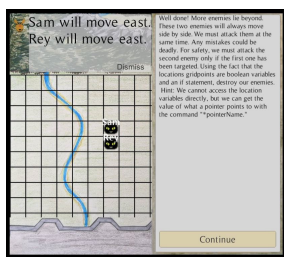 Sam will move east.
Rey will move east.
Dismiss
Sam
Rey
Well done! More enemies lie beyond.
These two enemies will always move
side by side. We must attack them at the
same time. Any mistakes could be
deadly. For safety, we must attack the
second enemy only if the first one has
been targeted. Using the fact that the
locations gridpoints are boolean variables
and an if statement, destroy our enemies.
Hint: We cannot access the location
variables directly, but we can get the
value of what a pointer points to with
the command "*pointerName."
Continue